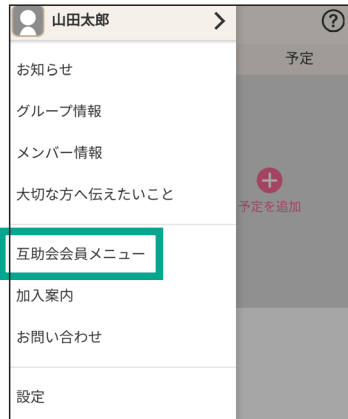 山田太郎
?
予定
お知らせ
グループ情報
メンバー情報
大切な方へ伝えたいこと
予定を追加
互助会会員メニュー
加入案内
お問い合わせ
設定